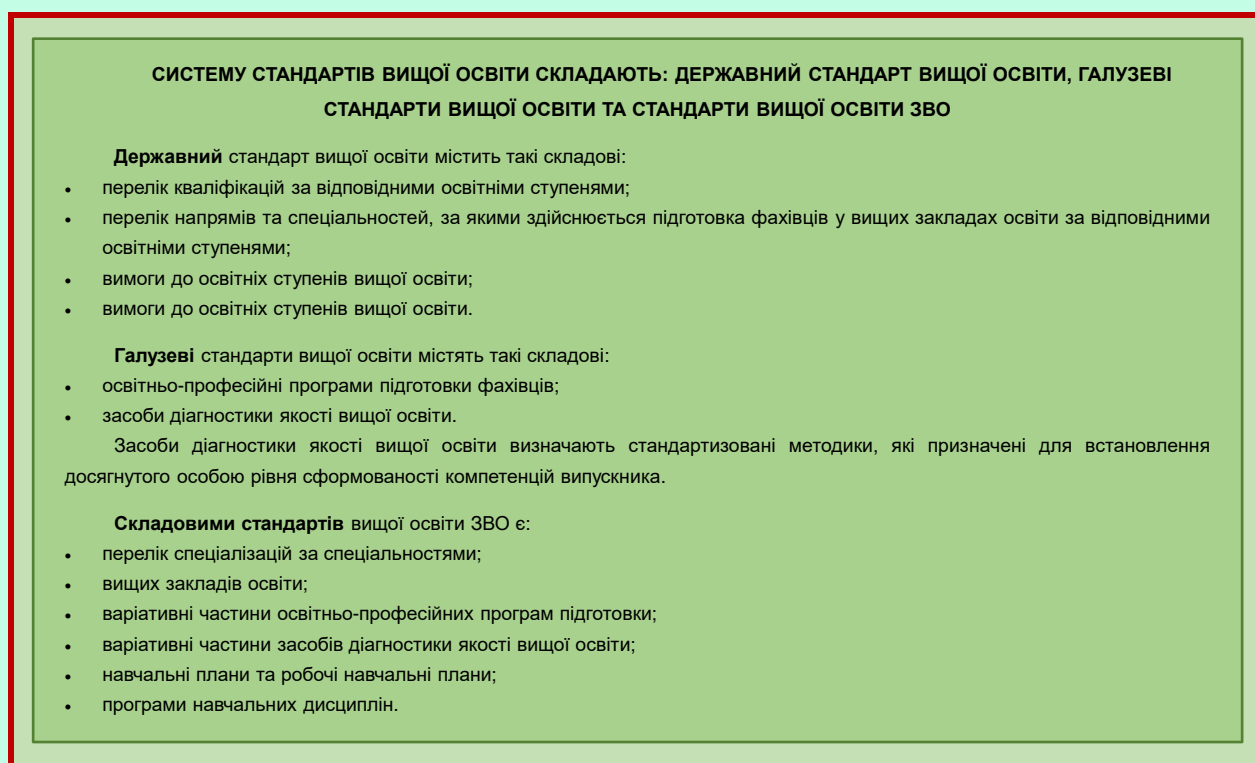 СИСТЕМУ СТАНДАРТІВ ВИЩОЇ ОСВІТИ СКЛАДАЮТЬ: ДЕРЖАВНИЙ СТАНДАРТ ВИЩОЇ ОСВІТИ, ГАЛУЗЕВІ
СТАНДАРТИ ВИЩОЇ ОСВІТИ ТА СТАНДАРТИ ВИЩОЇ ОСВІТИ ЗВО
Державний стандарт вищої освіти містить такі складові:
• перелік кваліфікацій за відповідними освітніми ступенями;
• перелік напрямів та спеціальностей, за якими здійснюється підготовка фахівців у вищих закладах освіти за відповідними
освітніми ступенями;
• вимоги до освітніх ступенів вищої освіти;
• вимоги до освітніх ступенів вищої освіти.
Галузеві стандарти вищої освіти містять такі складові:
• освітньо-професійні програми підготовки фахівців;
• засоби діагностики якості вищої освіти.
Засоби діагностики якості вищої освіти визначають стандартизовані методики, які призначені для встановлення
досягнутого особою рівня сформованості компетенцій випускника.
Складовими стандартів вищої освіти ЗВО є:
• перелік спеціалізацій за спеціальностями;
• вищих закладів освіти;
• варіативні частини освітньо-професійних програм підготовки;
• варіативні частини засобів діагностики якості вищої освіти;
• навчальні плани та робочі навчальні плани;
• програми навчальних дисциплін.